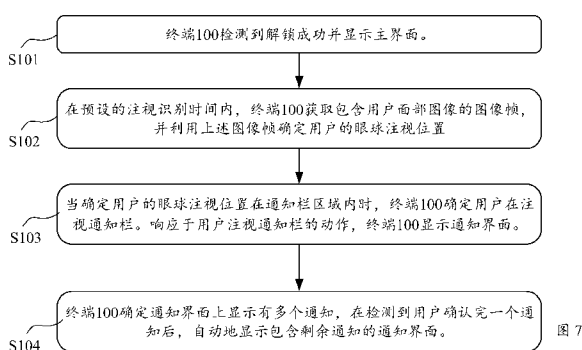 终端100检测到解锁成功并显示主界面。
S101
在预设的注视识别时间内，终端100获取包含用户面部图像的图像帧，
并利用上述图像帧确定用户的眼球注视位置
S102
当确定用户的眼球注视位置在通知栏区域内时，终端100确定用户在注
视通知栏。响应于用户注视通知栏的动作，终端100显示通知界面。
S103
终端100确定通知界面上显示有多个通知，在检测到用户确认完一个通
知后，自动地显示包含剩余通知的通知界面。
S104
图 7